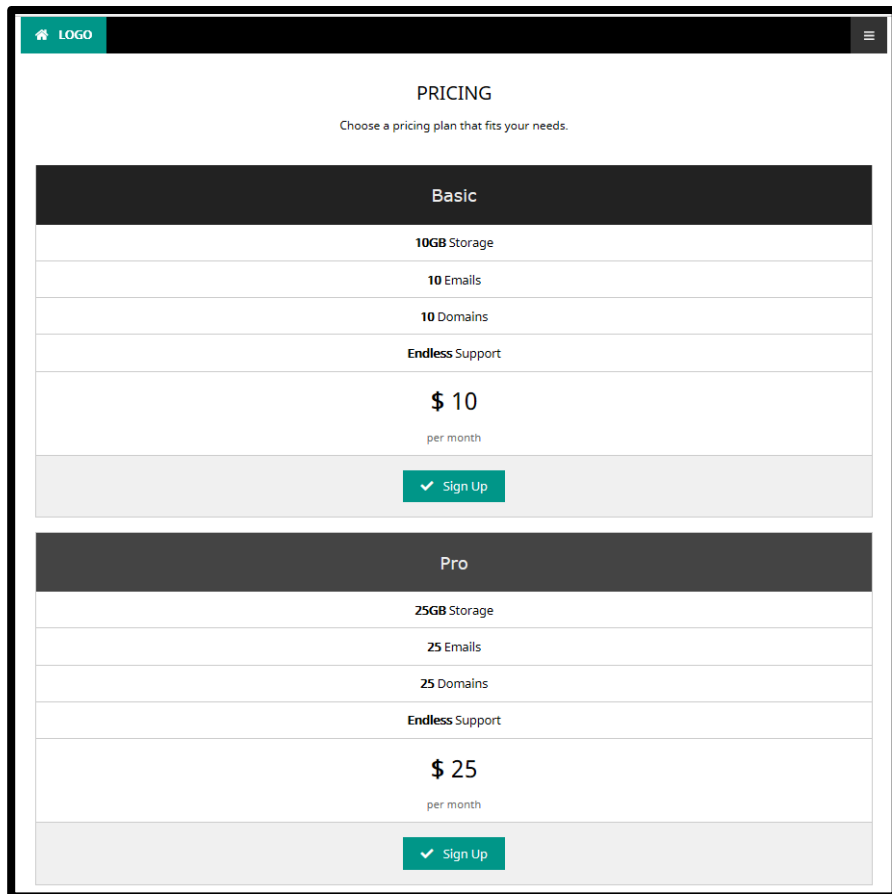 LOGO
PRICING
Choose a pricing plan that fits your needs.
Basic
10GB Storage
10 Emails
10 Domains
Endless Support
$ 10
per month
Sign Up
Pro
25GB Storage
25 Emails
25 Domains
Endless Support
$ 25
per month
Sign Up